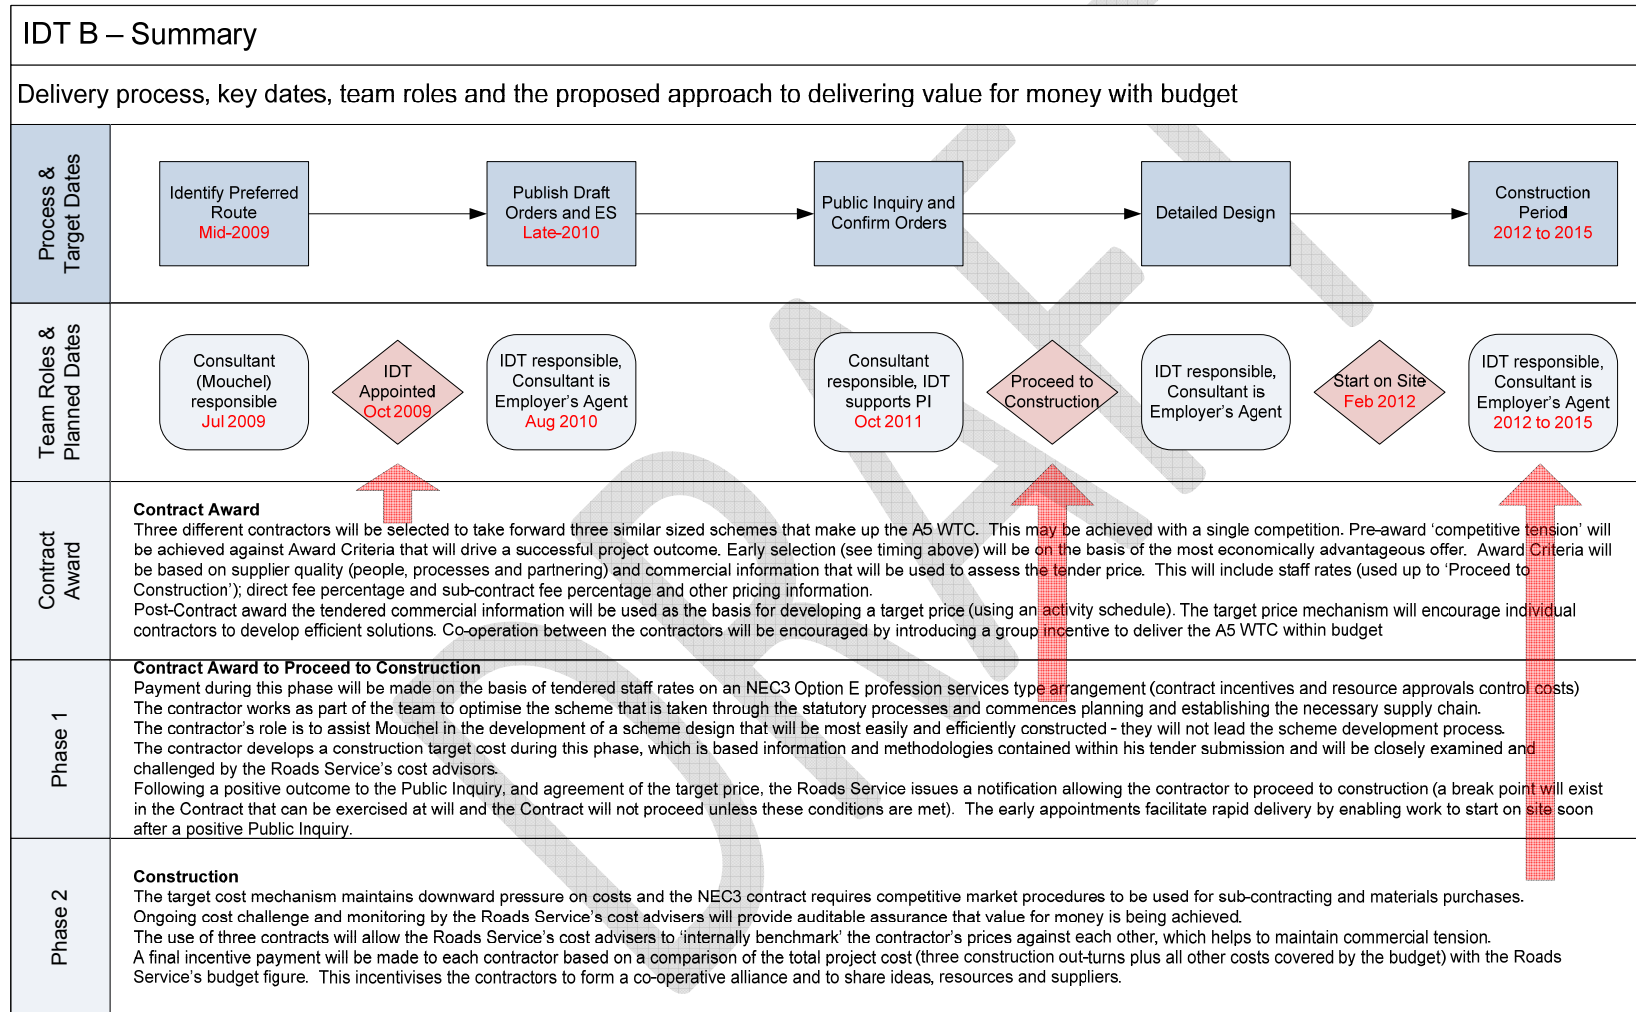 IDT B – Summary
Delivery process, key dates, team roles and the proposed approach to delivering value for money with budget
Process &
Target Dates
Identify Preferred
Route
Mid-2009
Publish Draft
Orders and ES
Late-2010
Public Inquiry and
Confirm Orders
Detailed Design
Construction
Period
2012 to 2015
Team Roles &
Planned Dates
Consultant
(Mouchel)
responsible
Jul 2009
IDT
Appointed
Oct 2009
IDT responsible,
Consultant is
Employer's Agent
Aug 2010
Consultant
responsible, IDT
supports PI
Oct 2011
Proceed to
Construction
IDT responsible,
Consultant is
Employer's Agent
Start on Site
Feb 2012
IDT responsible,
Consultant is
Employer's Agent
2012 to 2015
Contract
Award
Contract Award
Three different contractors will be selected to take forward three similar sized schemes that make up the A5 WTC. This may be achieved with a single competition. Pre-award 'competitive tension' will
be achieved against Award Criteria that will drive a successful project outcome. Early selection (see timing above) will be on the basis of the most economically advantageous offer. Award Criteria will
be based on supplier quality (people, processes and partnering) and commercial information that will be used to assess the tender price. This will include staff rates (used up to 'Proceed to
Construction'); direct fee percentage and sub-contract fee percentage and other pricing information.
Post-Contract award the tendered commercial information will be used as the basis for developing a target price (using an activity schedule). The target price mechanism will encourage individual
contractors to develop efficient solutions. Co-operation between the contractors will be encouraged by introducing a group incentive to deliver the A5 WTC within budget
Phase 1
Contract Award to Proceed to Construction
Payment during this phase will be made on the basis of tendered staff rates on an NEC3 Option E profession services type arrangement (contract incentives and resource approvals control costs)
The contractor works as part of the team to optimise the scheme that is taken through the statutory processes and commences planning and establishing the necessary supply chain.
The contractor's role is to assist Mouchel in the development of a scheme design that will be most easily and efficiently constructed - they will not lead the scheme development process.
The contractor develops a construction target cost during this phase, which is based information and methodologies contained within his tender submission and will be closely examined and
challenged by the Roads Service's cost advisors.
Following a positive outcome to the Public Inquiry, and agreement of the target price, the Roads Service issues a notification allowing the contractor to proceed to construction (a break point will exist
in the Contract that can be exercised at will and the Contract will not proceed unless these conditions are met). The early appointments facilitate rapid delivery by enabling work to start on site soon
after a positive Public Inquiry.
Phase 2
Construction
The target cost mechanism maintains downward pressure on costs and the NEC3 contract requires competitive market procedures to be used for sub-contracting and materials purchases.
Ongoing cost challenge and monitoring by the Roads Service's cost advisers will provide auditable assurance that value for money is being achieved.
The use of three contracts will allow the Roads Service's cost advisers to 'internally benchmark' the contractor's prices against each other, which helps to maintain commercial tension.
A final incentive payment will be made to each contractor based on a comparison of the total project cost (three construction out-turns plus all other costs covered by the budget) with the Roads
Service's budget figure. This incentivises the contractors to form a co-operative alliance and to share ideas, resources and suppliers.
DRAFT